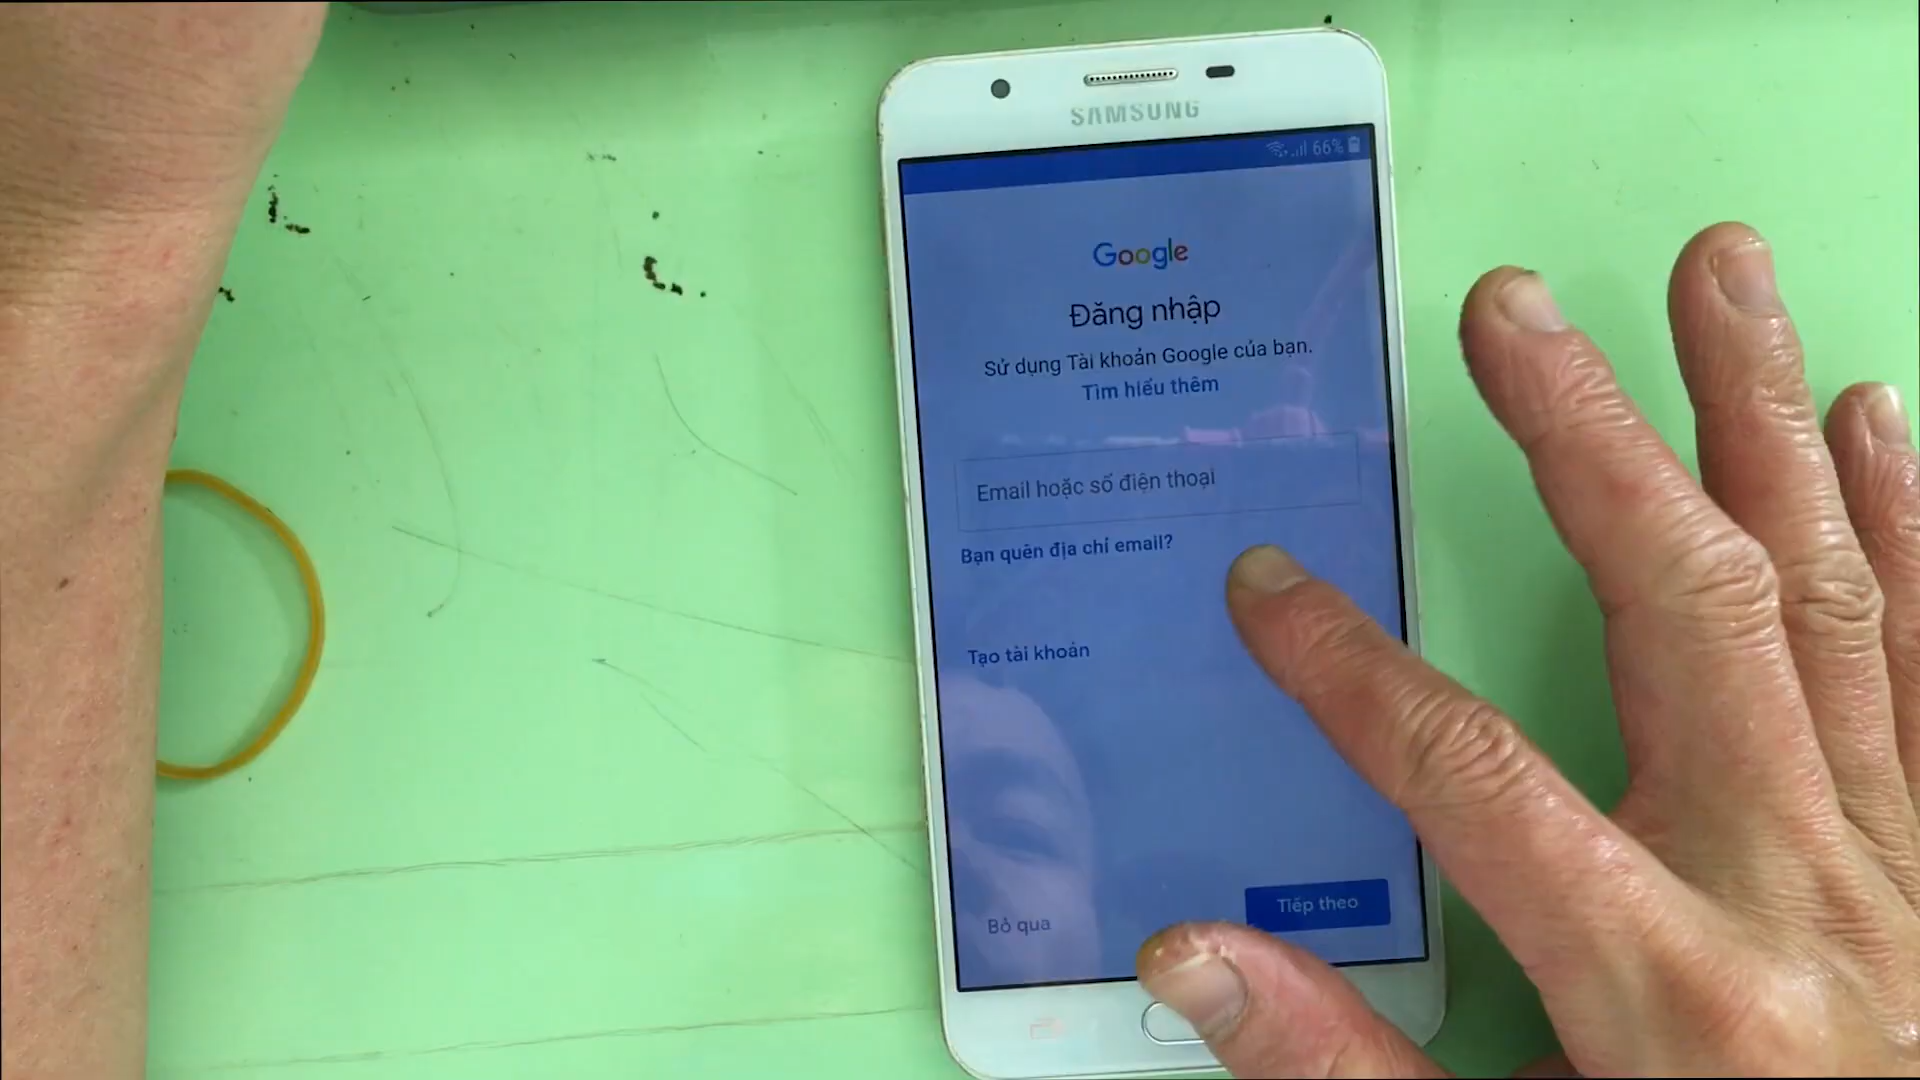 SAMSUNG
66%
Google
Đăng nhập
Sử dụng Tài khoản Google của bạn.
Tìm hiểu thêm
Email hoặc số điện thoại
Bạn quên địa chỉ email?
Tạo tài khoản
Bỏ qua
Tiếp theo